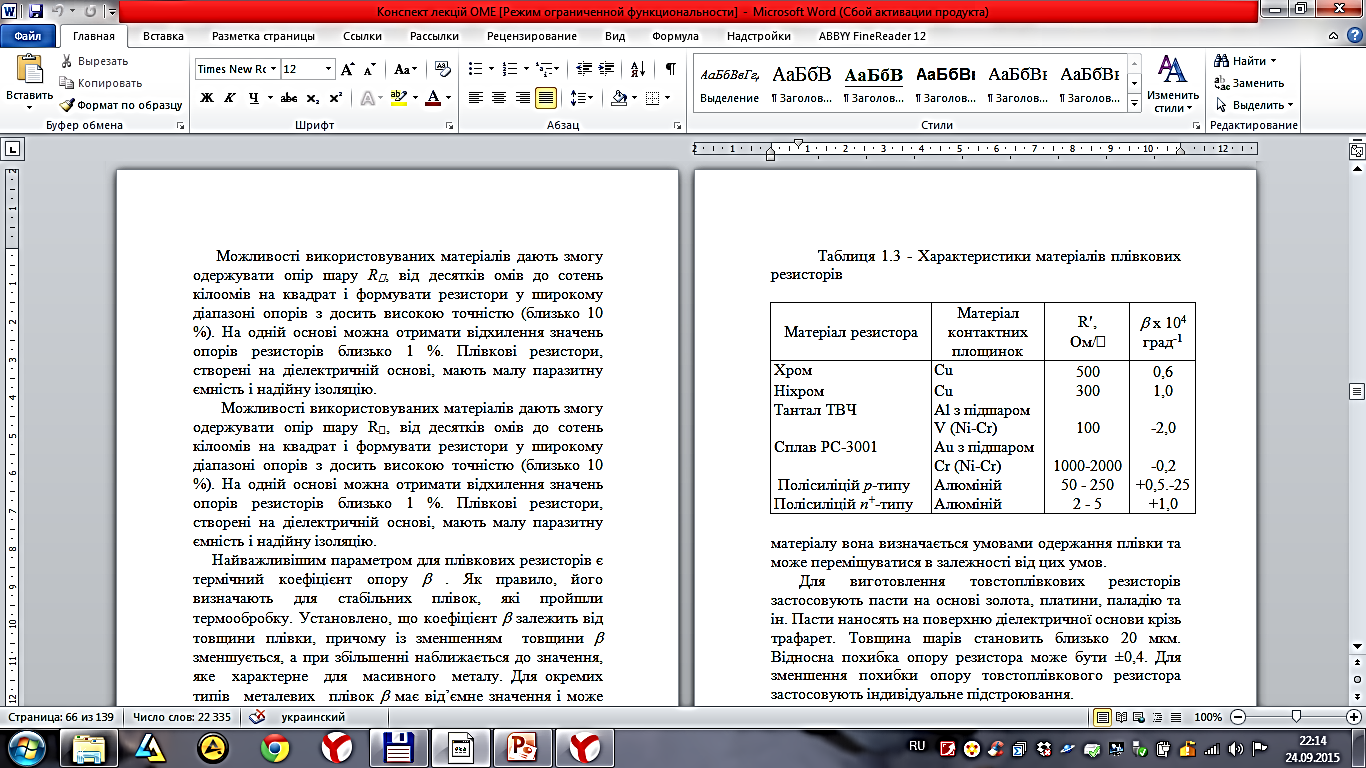 Конспект лекцій ОМЕ [Режим ограниченной функциональности] - Microsoft Word (Сбой активации продукта)
Файл Главная Вставка Разметка страницы Ссылки Рассылки Рецензирование Вид Формула Надстройки ABBYY FineReader 12
Вставить
Вырезать
Копировать
Формат по образцу
Буфер обмена
Times New Rc 12
Ж К Ч abc x₂ x²
Шрифт
Абзац
АаБбВвГг, АаБбВ АаБбВ АаБбВı АаБбВı АаБбВı
Выделение ¶ Заголов... ¶ Заголов... ¶ Заголов... ¶ Заголов... ¶ Заголов...
Стили
Изменить стили
Найти
Заменить
Выделить
Редактирование
Можливості використовуваних матеріалів дають змогу
одержувати опір шару R□, від десятків омів до сотень
кілоомів на квадрат і формувати резистори у широкому
діапазоні опорів з досить високою точністю (близько 10
%). На одній основі можна отримати відхилення значень
опорів резисторів близько 1 %. Плівкові резистори,
створені на діелектричній основі, мають малу паразитну
ємність і надійну ізоляцію.
Можливості використовуваних матеріалів дають змогу
одержувати опір шару R□, від десятків омів до сотень
кілоомів на квадрат і формувати резистори у широкому
діапазоні опорів з досить високою точністю (близько 10
%). На одній основі можна отримати відхилення значень
опорів резисторів близько 1 %. Плівкові резистори,
створені на діелектричній основі, мають малу паразитну
ємність і надійну ізоляцію.
Найважливішим параметром для плівкових резисторів є
термічний коефіцієнт опору β . Як правило, його
визначають для стабільних плівок, які пройшли
термообробку. Установлено, що коефіцієнт β залежить від
товщини плівки, причому із зменшенням товщини β
зменшується, а при збільшенні наближається до значення,
яке характерне для масивного металу. Для окремих
типів металевих плівок β має від’ємне значення і може
Таблиця 1.3 - Характеристики матеріалів плівкових
резисторів
Матеріал резистора Матеріал контактних площинок R′, Ом/□ β x 10⁴ град⁻¹
Хром Cu 500 0,6
Ніхром Cu 300 1,0
Тантал ТВЧ Al з підшаром
V (Ni-Cr) 100 -2,0
Сплав РС-3001 Au з підшаром
Cr (Ni-Cr) 1000-2000 -0,2
Полісиліцій p-типу Алюміній 50 - 250 +0,5.-25
Полісиліцій n⁺-типу Алюміній 2 - 5 +1,0
матеріалу вона визначається умовами одержання плівки та
може переміщуватися в залежності від цих умов.
Для виготовлення товстоплівкових резисторів
застосовують пасти на основі золота, платини, паладію та
ін. Пасти наносять на поверхню діелектричної основи крізь
трафарет. Товщина шарів становить близько 20 мкм.
Відносна похибка опору резистора може бути ±0,4. Для
зменшення похибки опору товстоплівкового резистора
застосовують індивідуальне підстроювання.
Страница: 66 из 139 Число слов: 22 335 украинский 100%
RU 22:14
24.09.2015